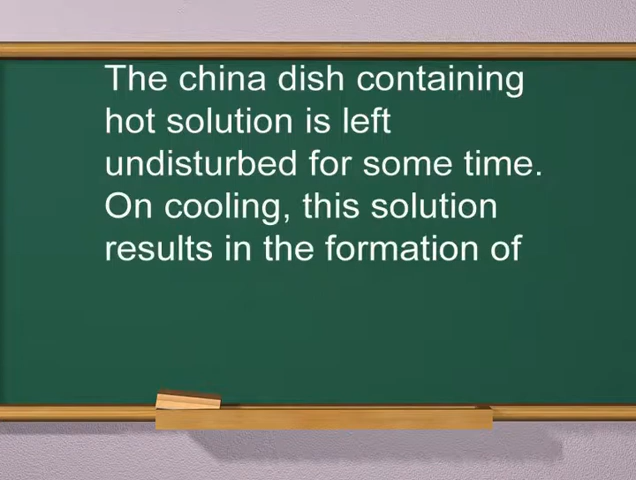 The china dish containing
hot solution is left
undisturbed for some time.
On cooling, this solution
results in the formation of